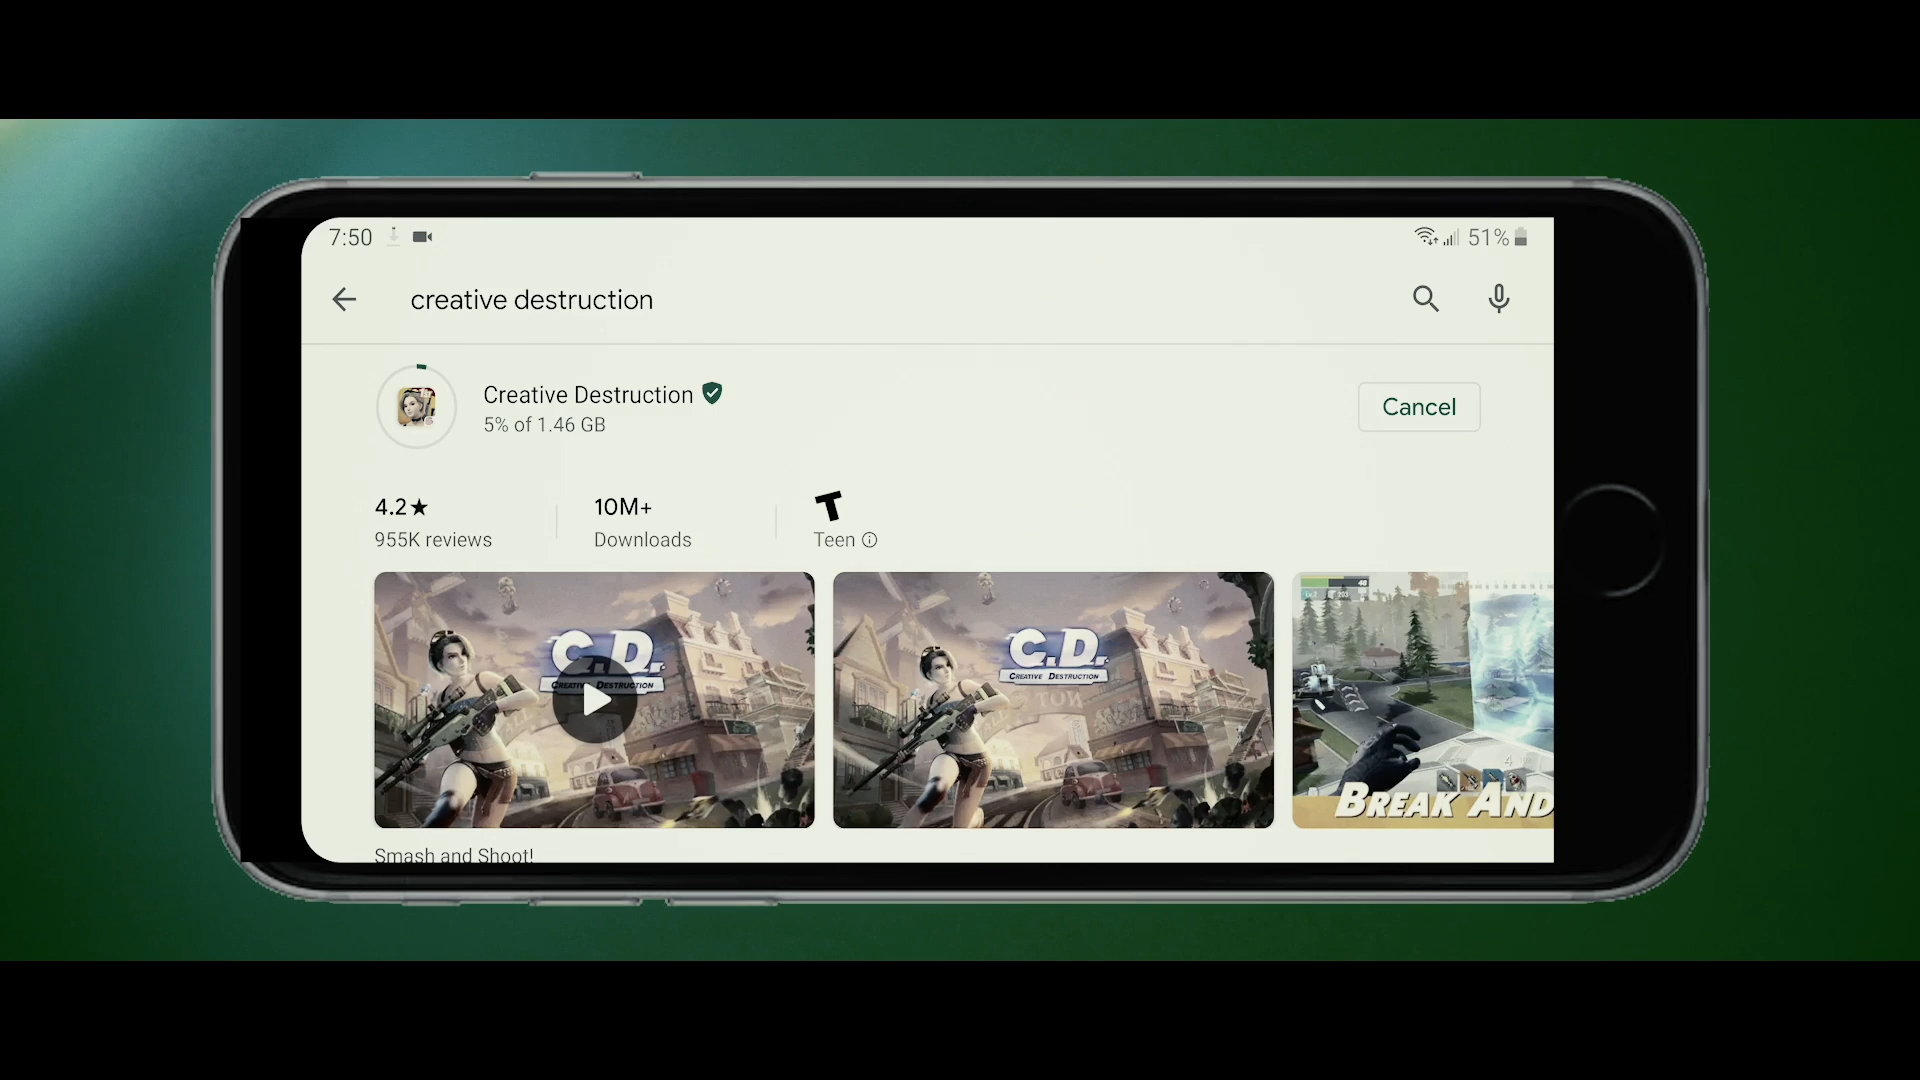 7:50
51%
creative destruction
Creative Destruction
5% of 1.46 GB
Cancel
4.2★
955K reviews
10M+
Downloads
T
Teen
C.D.
Creative Destruction
C.D.
Creative Destruction
Break And
Smash and Shoot!